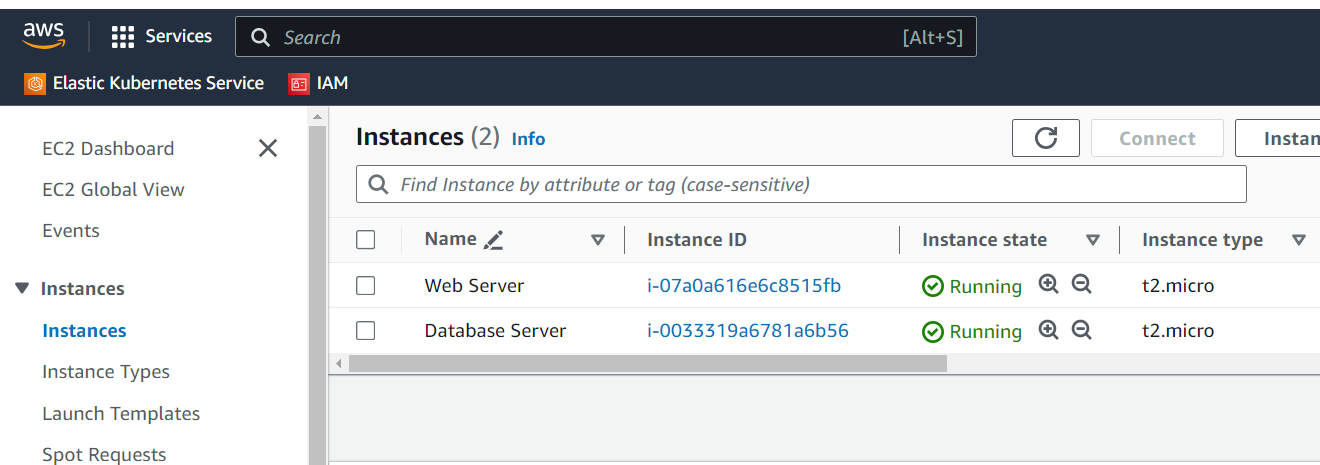 aws
Services
Search
[Alt+S]
Elastic Kubernetes Service
IAM
EC2 Dashboard
EC2 Global View
Events
Instances
Instances
Instance Types
Launch Templates
Spot Requests
Instances (2) Info
Connect
Instan
Find Instance by attribute or tag (case-sensitive)
Name Instance ID Instance state Instance type
Web Server i-07a0a616e6c8515fb Running t2.micro
Database Server i-0033319a6781a6b56 Running t2.micro